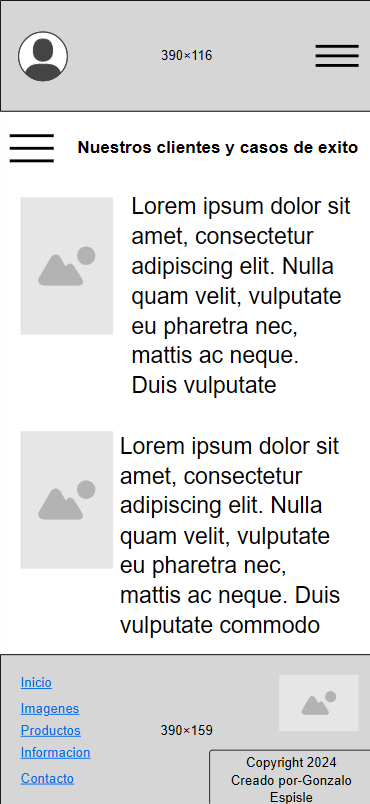 390×116
Nuestros clientes y casos de exito
Lorem ipsum dolor sit
amet, consectetur
adipiscing elit. Nulla
quam velit, vulputate
eu pharetra nec,
mattis ac neque.
Duis vulputate
Lorem ipsum dolor sit
amet, consectetur
adipiscing elit. Nulla
quam velit, vulputate
eu pharetra nec,
mattis ac neque. Duis
vulputate commodo
Inicio
Imagenes
Productos
Informacion
Contacto
390×159
Copyright 2024
Creado por-Gonzalo
Espisle